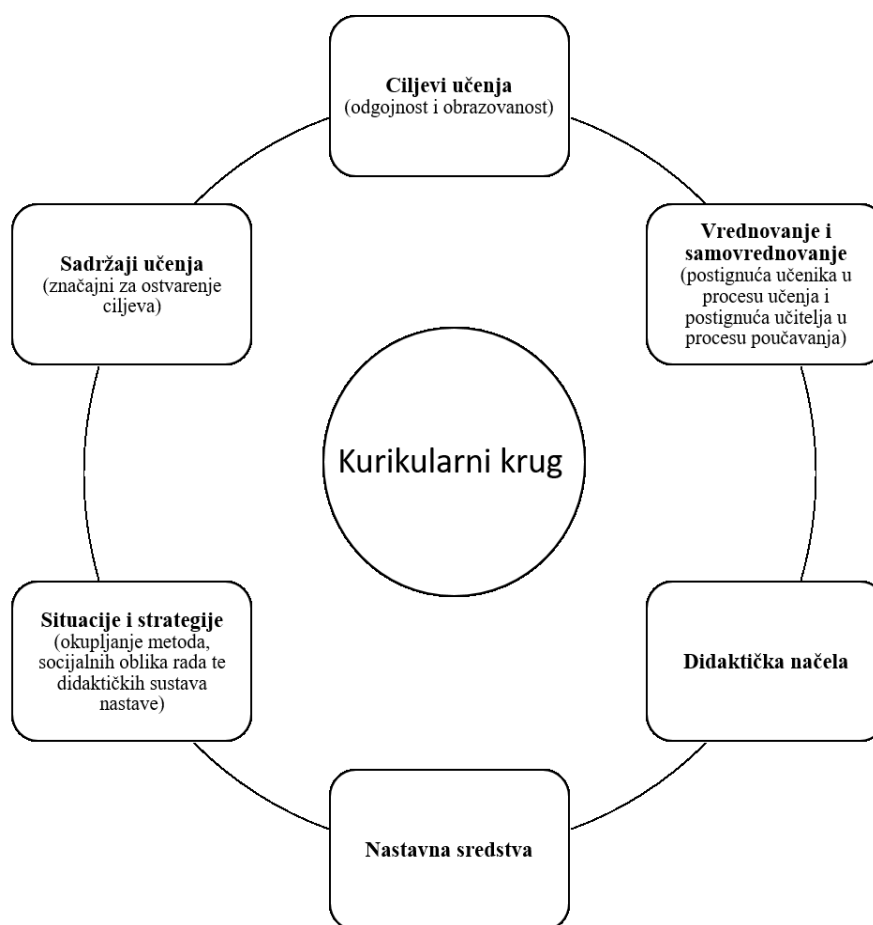 Ciljevi učenja
(odgojnost i obrazovanost)
Vrednovanje i
samovrednovanje
(postignuća učenika u
procesu učenja i
postignuća učitelja u
procesu poučavanja)
Sadržaji učenja
(značajni za ostvarenje
ciljeva)
Kurikularni krug
Situacije i strategije
(okupljanje metoda,
socijalnih oblika rada te
didaktičkih sustava
nastave)
Didaktička načela
Nastavna sredstva